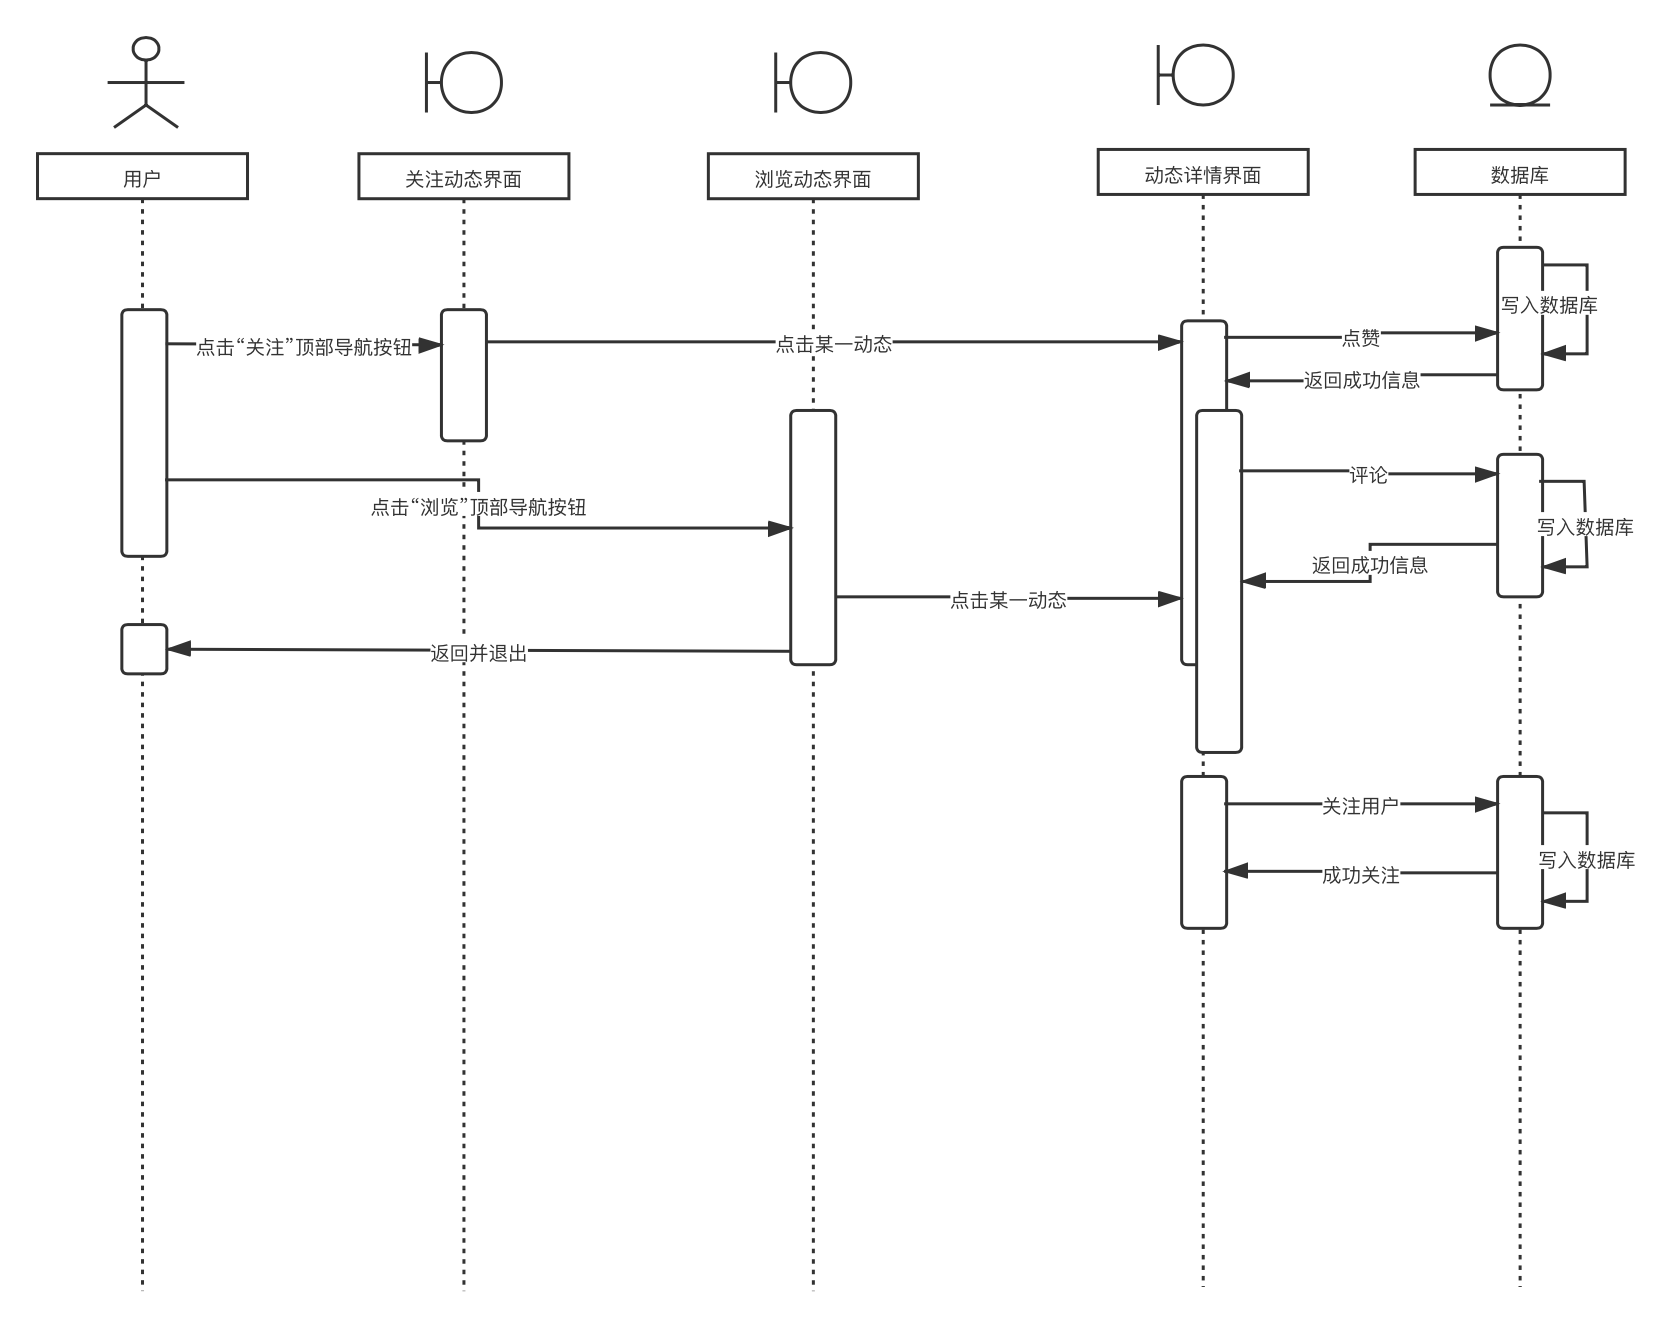 用户
关注动态界面
浏览动态界面
动态详情界面
数据库
写入数据库
点击“关注”顶部导航按钮
点击某一动态
点赞
返回成功信息
评论
点击“浏览”顶部导航按钮
写入数据库
返回成功信息
点击某一动态
返回并退出
关注用户
写入数据库
成功关注